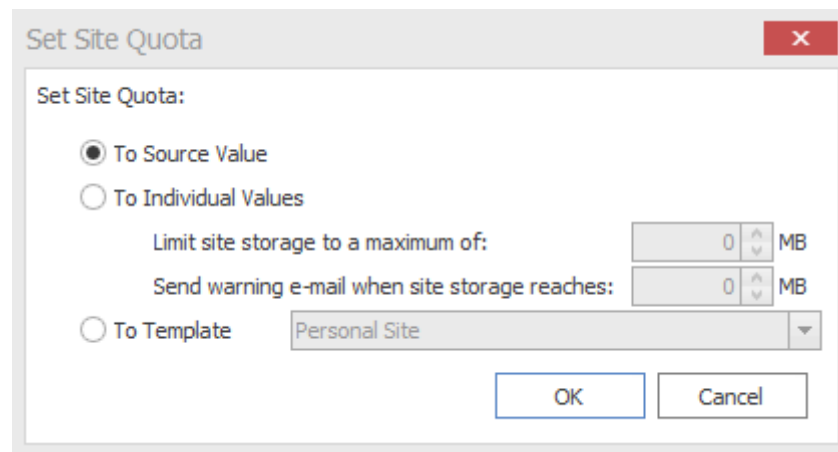 Set Site Quota
Set Site Quota:
To Source Value
To Individual Values
Limit site storage to a maximum of: 0 MB
Send warning e-mail when site storage reaches: 0 MB
To Template Personal Site
OK Cancel